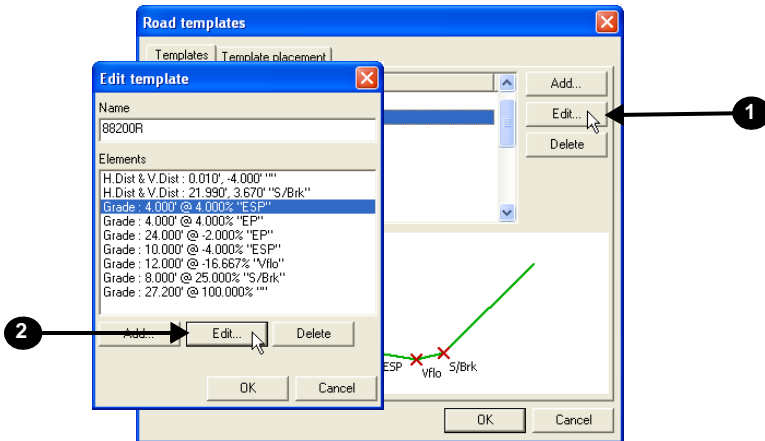 Road templates
Templates
Template placement
Add...
Edit...
Delete
1
Edit template
Name
88200R
Elements
H.Dist & V.Dist : 0.010', -4.000' ""
H.Dist & V.Dist : 21.990', 3.670' "S/Brk"
Grade : 4.000' @ 4.000% "ESP"
Grade : 4.000' @ 4.000% "EP"
Grade : 24.000' @ -2.000% "EP"
Grade : 10.000' @ -4.000% "ESP"
Grade : 12.000' @ -16.667% "Vflo"
Grade : 8.000' @ 25.000% "S/Brk"
Grade : 27.200' @ 100.000% ""
2
Add...
Edit...
Delete
OK
Cancel
ESP
Vflo
S/Brk
OK
Cancel